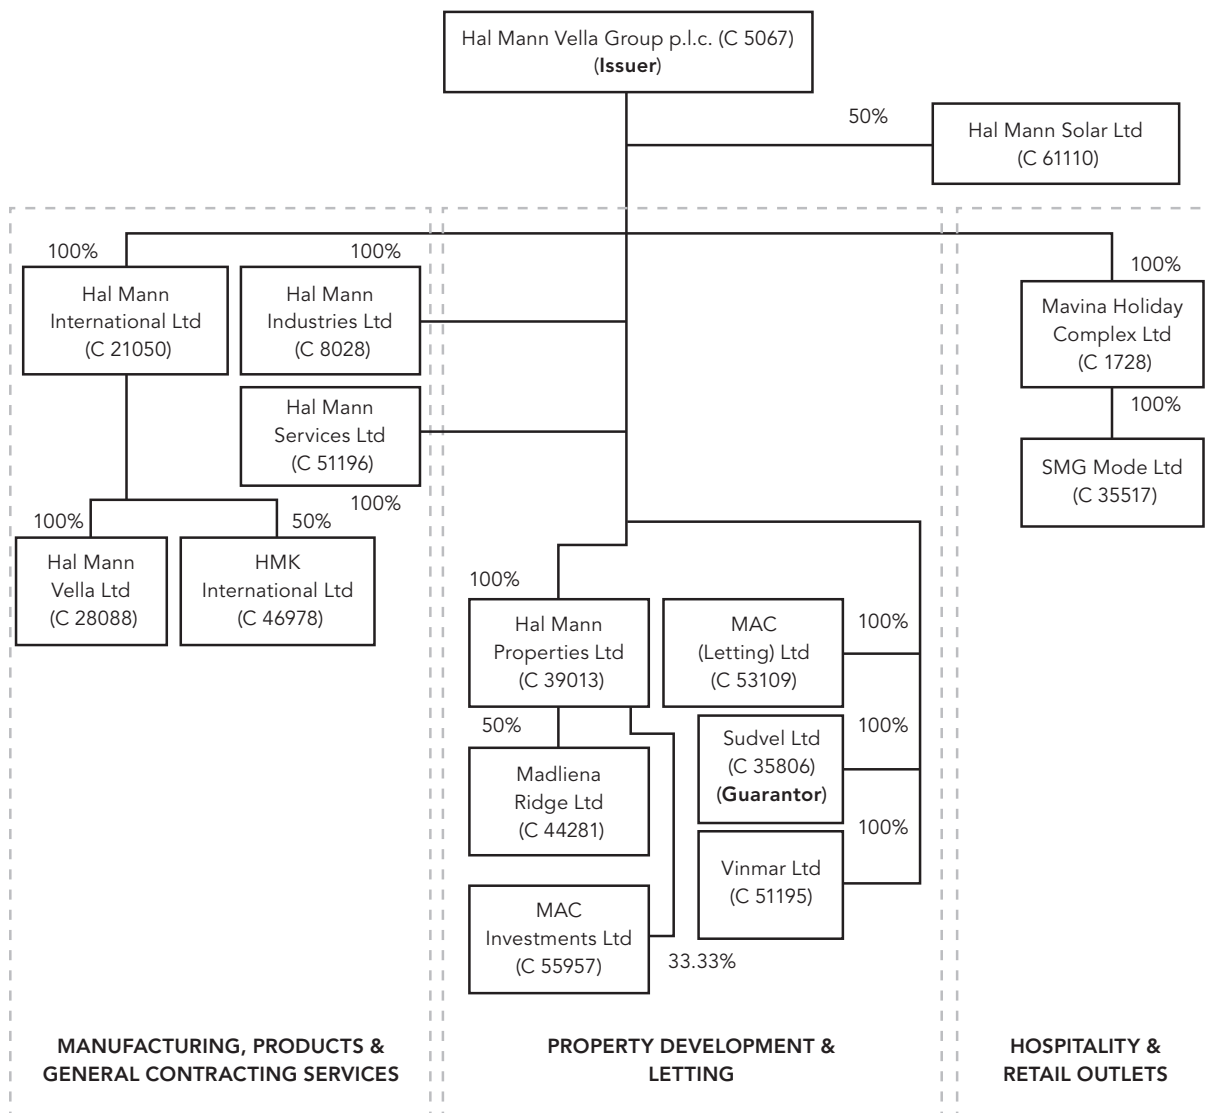 Hal Mann Vella Group p.l.c. (C 5067)
(Issuer)
50%
Hal Mann Solar Ltd
(C 61110)
100%
Hal Mann
International Ltd
(C 21050)
100%
Hal Mann
Industries Ltd
(C 8028)
Hal Mann
Services Ltd
(C 51196)
100%
100%
Hal Mann
Vella Ltd
(C 28088)
50%
HMK
International Ltd
(C 46978)
100%
Hal Mann
Properties Ltd
(C 39013)
50%
Madliena
Ridge Ltd
(C 44281)
MAC
Investments Ltd
(C 55957)
33.33%
MAC
(Letting) Ltd
(C 53109)
100%
Sudvel Ltd
(C 35806)
(Guarantor)
100%
Vinmar Ltd
(C 51195)
100%
100%
Mavina Holiday
Complex Ltd
(C 1728)
100%
SMG Mode Ltd
(C 35517)
MANUFACTURING, PRODUCTS &
GENERAL CONTRACTING SERVICES
PROPERTY DEVELOPMENT &
LETTING
HOSPITALITY &
RETAIL OUTLETS